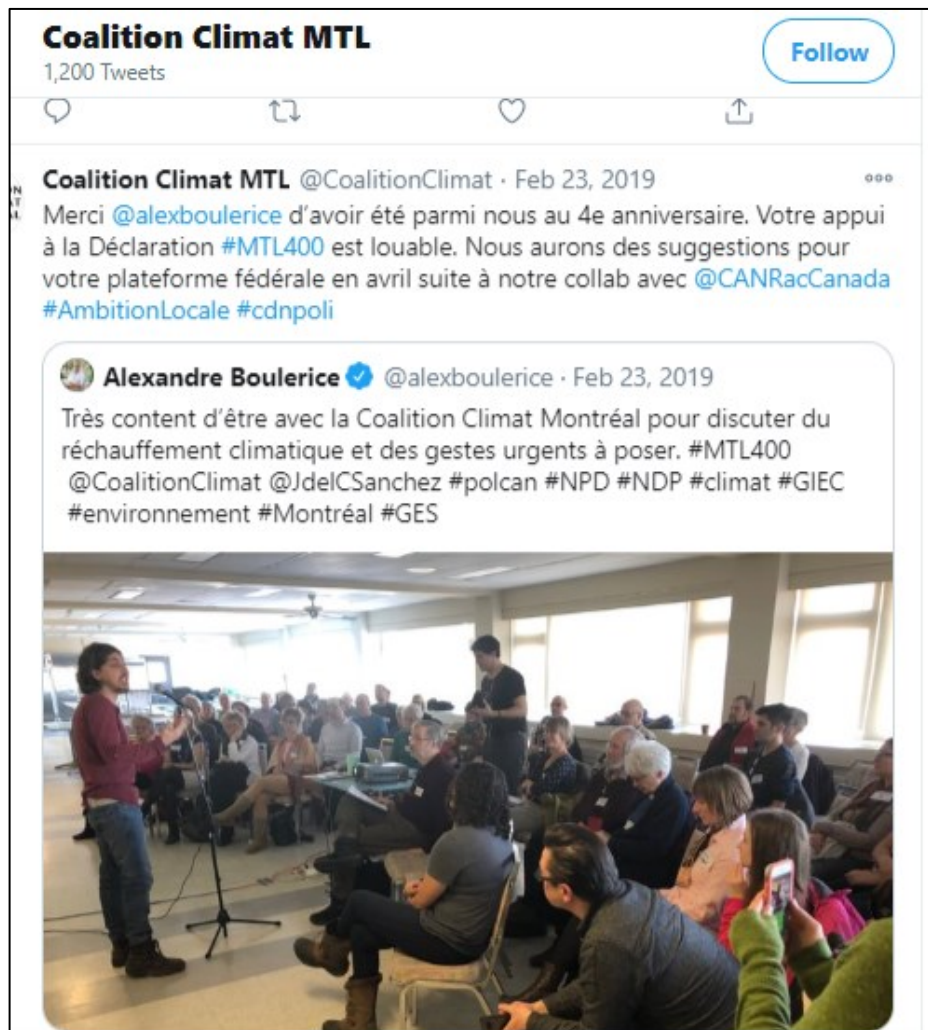 Coalition Climat MTL
1,200 Tweets
Follow
Coalition Climat MTL @CoalitionClimat · Feb 23, 2019
Merci @alexboulerice d'avoir été parmi nous au 4e anniversaire. Votre appui
à la Déclaration #MTL400 est louable. Nous aurons des suggestions pour
votre plateforme fédérale en avril suite à notre collab avec @CANRacCanada
#AmbitionLocale #cdnpoli
Alexandre Boulerice @alexboulerice · Feb 23, 2019
Très content d'être avec la Coalition Climat Montréal pour discuter du
réchauffement climatique et des gestes urgents à poser. #MTL400
@CoalitionClimat @JdelCSanchez #polcan #NPD #NDP #climat #GIEC
#environnement #Montréal #GES